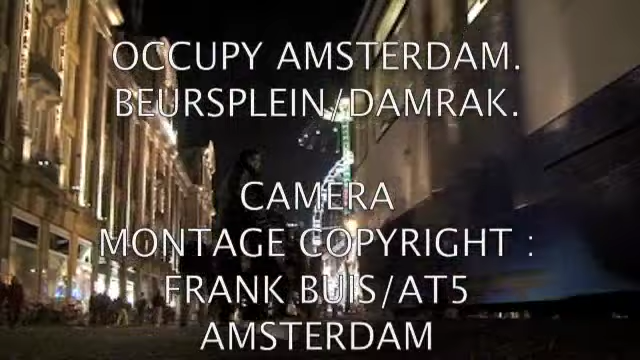 OCCUPY AMSTERDAM.
BEURSPLEIN/DAMRAK.
CAMERA
MONTAGE COPYRIGHT :
FRANK BUIS/AT5
AMSTERDAM